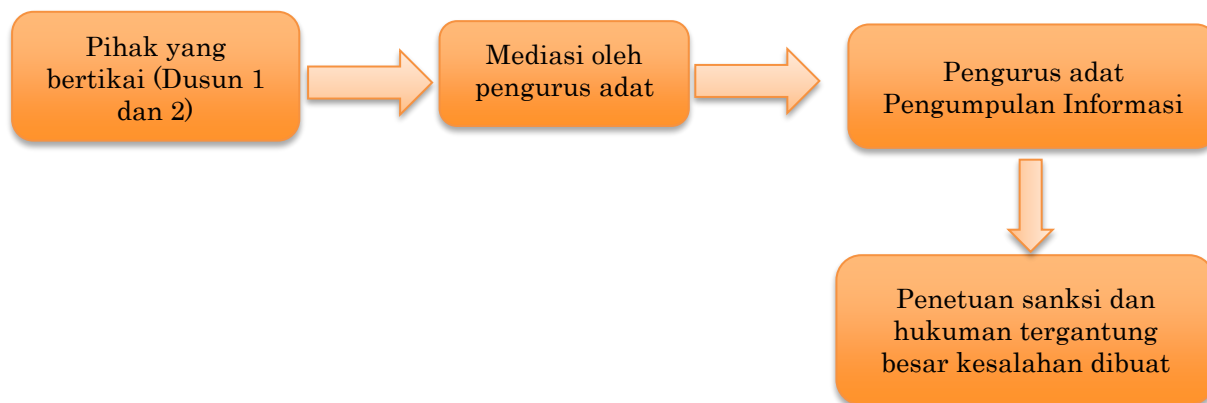 Pihak yang
bertikai (Dusun 1
dan 2)
Mediasi oleh
pengurus adat
Pengurus adat
Pengumpulan Informasi
Penetuan sanksi dan
hukuman tergantung
besar kesalahan dibuat